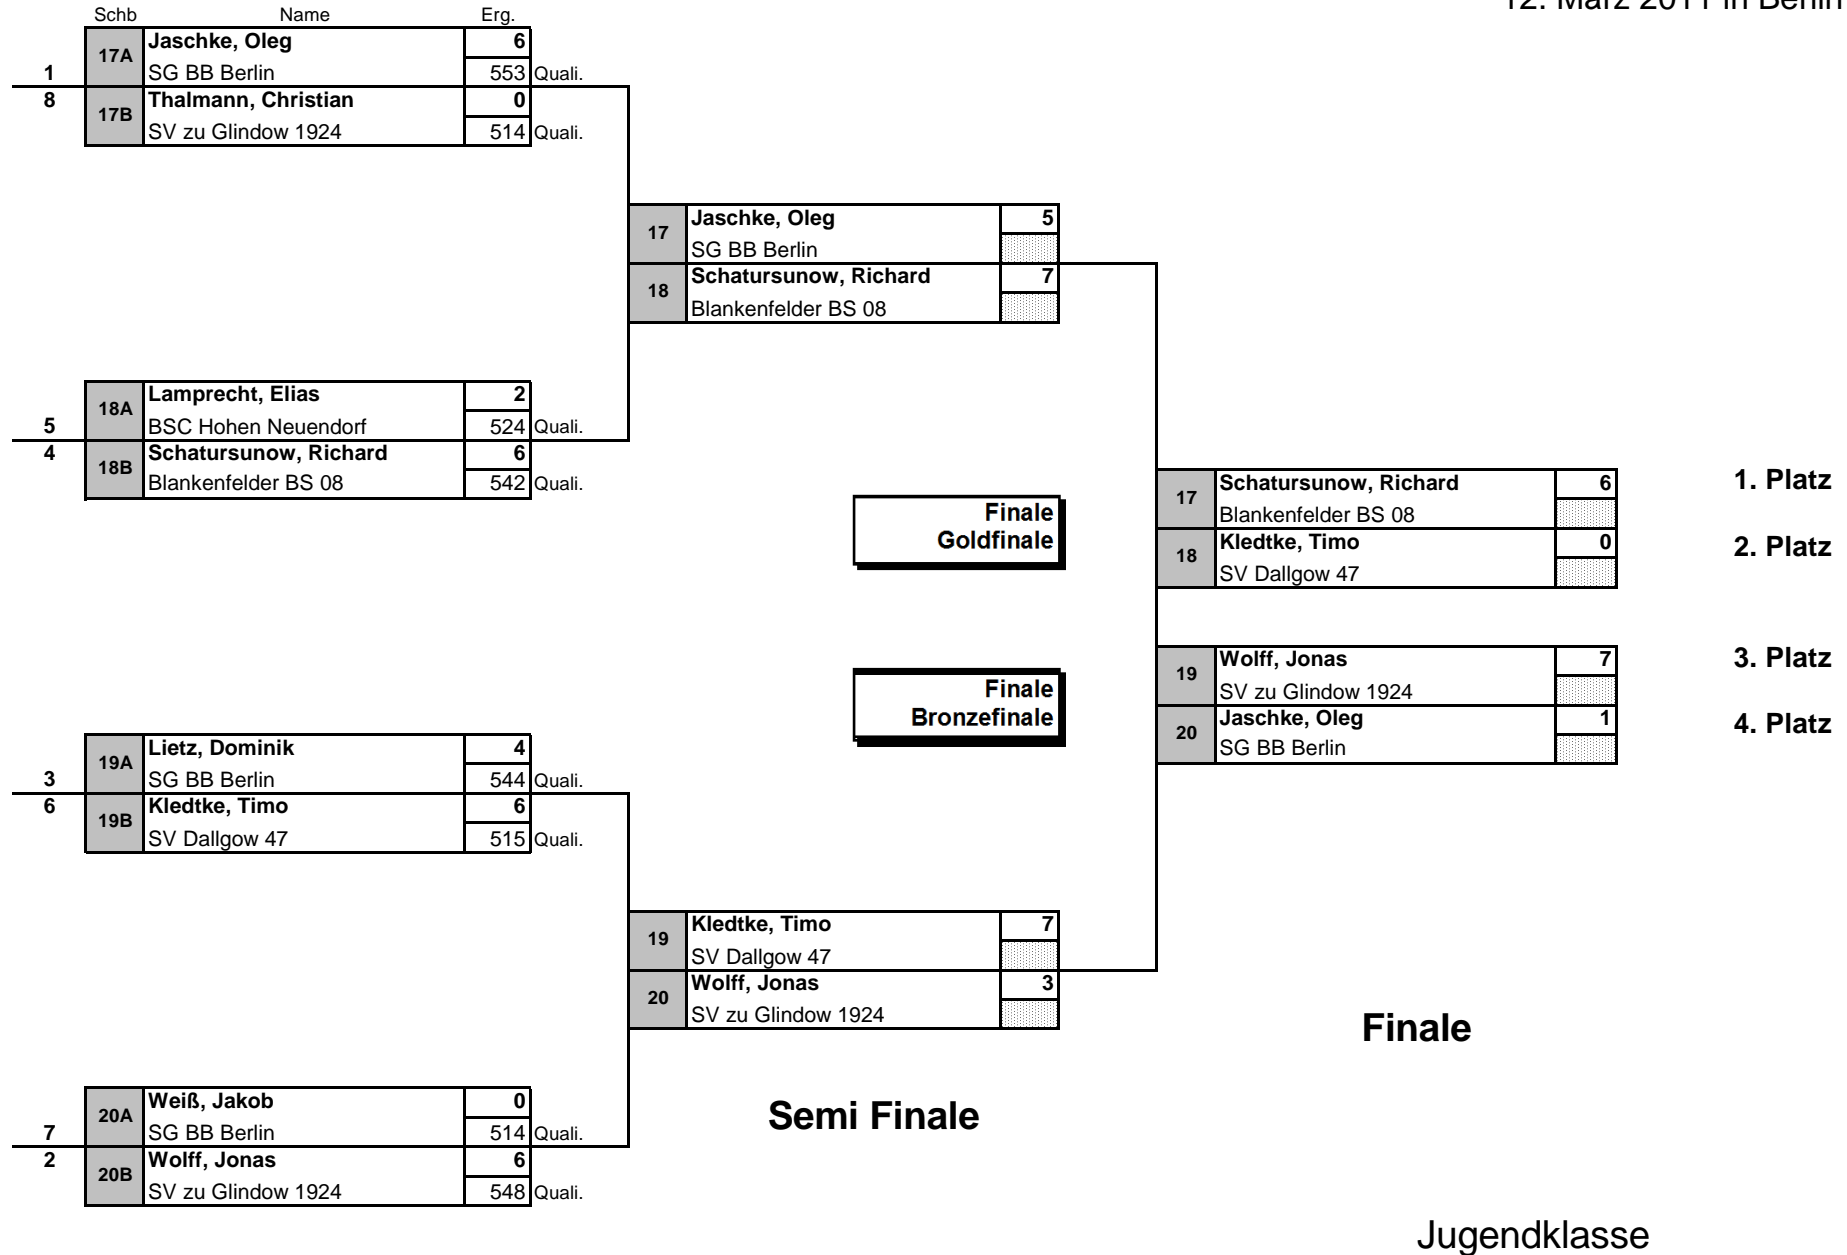 12. März 2011 in Berlin
Schb Name Erg.
17A Jaschke, Oleg 6
1 SG BB Berlin 553 Quali.
8 17B Thalmann, Christian 0
SV zu Glindow 1924 514 Quali.
17 Jaschke, Oleg 5
SG BB Berlin
18 Schatursunow, Richard 7
Blankenfelder BS 08
18A Lamprecht, Elias 2
5 BSC Hohen Neuendorf 524 Quali.
4 18B Schatursunow, Richard 6
Blankenfelder BS 08 542 Quali.
17 Schatursunow, Richard 6 1. Platz
Blankenfelder BS 08
18 Kledtke, Timo 0 2. Platz
SV Dallgow 47
Finale
Goldfinale
19 Wolff, Jonas 7 3. Platz
SV zu Glindow 1924
20 Jaschke, Oleg 1 4. Platz
SG BB Berlin
Finale
Bronzefinale
19A Lietz, Dominik 4
3 SG BB Berlin 544 Quali.
6 19B Kledtke, Timo 6
SV Dallgow 47 515 Quali.
19 Kledtke, Timo 7
SV Dallgow 47
20 Wolff, Jonas 3
SV zu Glindow 1924
Finale
Semi Finale
20A Weiß, Jakob 0
7 SG BB Berlin 514 Quali.
2 20B Wolff, Jonas 6
SV zu Glindow 1924 548 Quali.
Jugendklasse